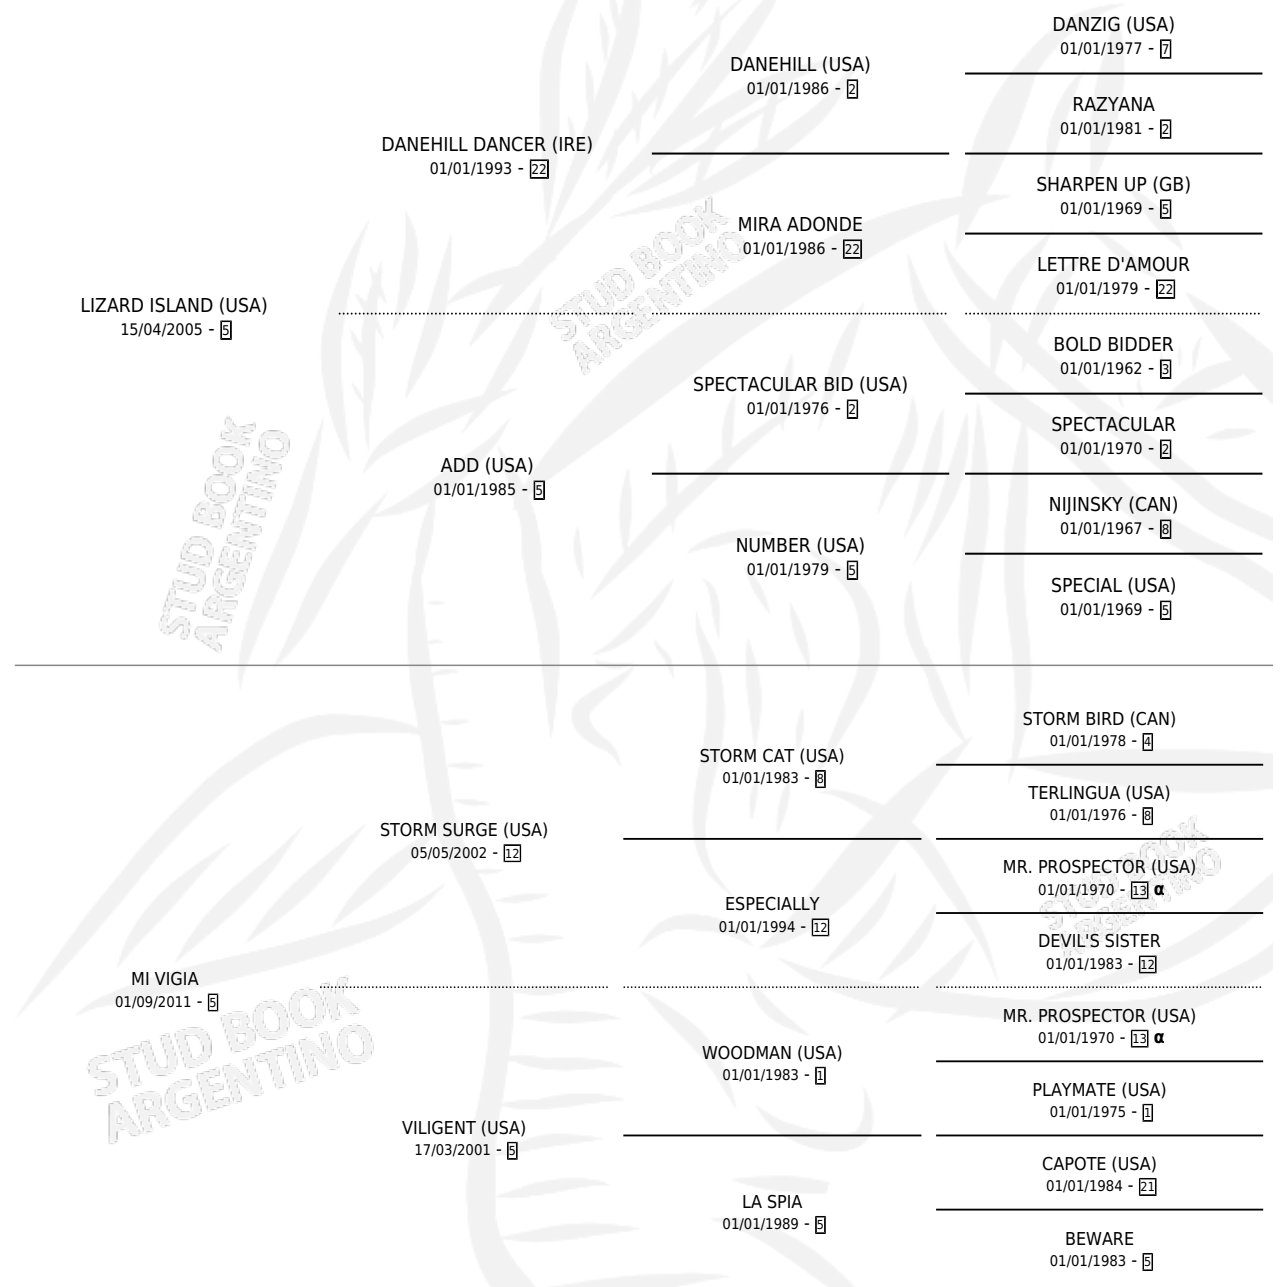 DANZIG (USA)
01/01/1977 - 7
DANEHILL (USA)
01/01/1986 - 2
RAZYANA
01/01/1981 - 2
DANEHILL DANCER (IRE)
01/01/1993 - 22
SHARPEN UP (GB)
01/01/1969 - 5
MIRA ADONDE
01/01/1986 - 22
LETTRE D'AMOUR
01/01/1979 - 22
LIZARD ISLAND (USA)
15/04/2005 - 5
BOLD BIDDER
01/01/1962 - 3
SPECTACULAR BID (USA)
01/01/1976 - 2
SPECTACULAR
01/01/1970 - 2
ADD (USA)
01/01/1985 - 5
NIJINSKY (CAN)
01/01/1967 - 8
NUMBER (USA)
01/01/1979 - 5
SPECIAL (USA)
01/01/1969 - 5
STORM BIRD (CAN)
01/01/1978 - 4
STORM CAT (USA)
01/01/1983 - 8
TERLINGUA (USA)
01/01/1976 - 8
STORM SURGE (USA)
05/05/2002 - 12
MR. PROSPECTOR (USA)
01/01/1970 - 13 α
ESPECIALLY
01/01/1994 - 12
DEVIL'S SISTER
01/01/1983 - 12
MI VIGIA
01/09/2011 - 5
MR. PROSPECTOR (USA)
01/01/1970 - 13 α
WOODMAN (USA)
01/01/1983 - 1
PLAYMATE (USA)
01/01/1975 - 1
VILIGENT (USA)
17/03/2001 - 5
CAPOTE (USA)
01/01/1984 - 21
LA SPIA
01/01/1989 - 5
BEWARE
01/01/1983 - 5
STUD BOOK
ARGENTINO
STUD BOOK
ARGENTINO
STUD BOOK
ARGENTINO
STUD BOOK
ARGENTINO